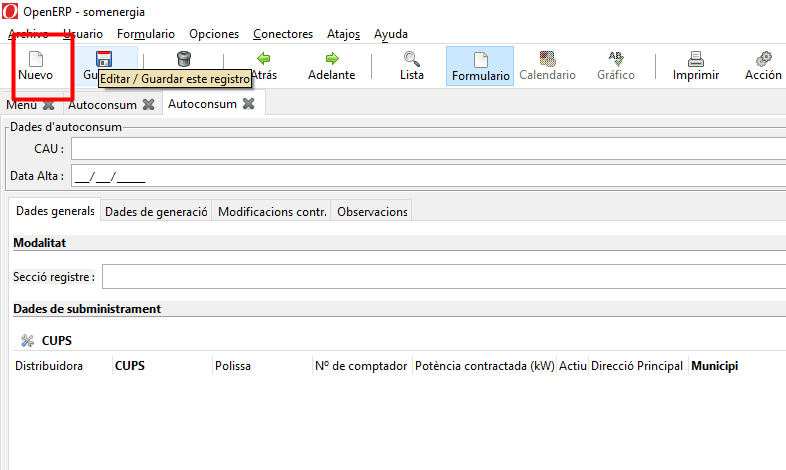 OpenERP - somenergia
Archivo Usuario Formulario Opciones Conectores Atajos Ayuda
Nuevo Gu Atrás Adelante Lista Formulario Calendario Gráfico Imprimir Acción
Editar / Guardar este registro
Menú Autoconsum Autoconsum
Dades d'autoconsum
CAU :
Data Alta : __/__/____
Dades generals Dades de generació Modificacions contr. Observacions
Modalitat
Secció registre :
Dades de subministrament
CUPS
Distribuidora CUPS Polissa Nº de comptador Potència contractada (kW) Actiu Direcció Principal Municipi